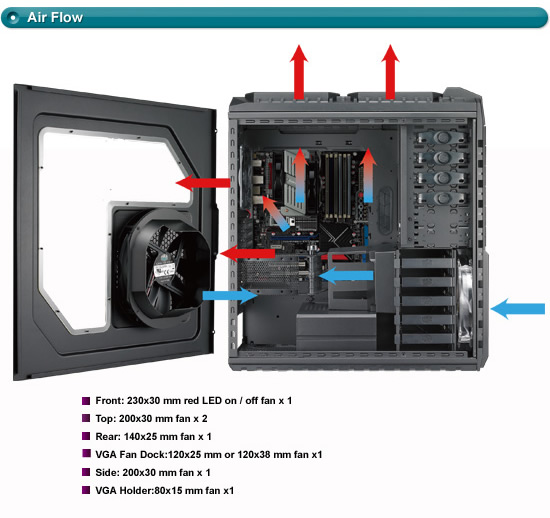 Air Flow
Front: 230x30 mm red LED on / off fan x 1
Top: 200x30 mm fan x 2
Rear: 140x25 mm fan x 1
VGA Fan Dock:120x25 mm or 120x38 mm fan x1
Side: 200x30 mm fan x 1
VGA Holder:80x15 mm fan x1